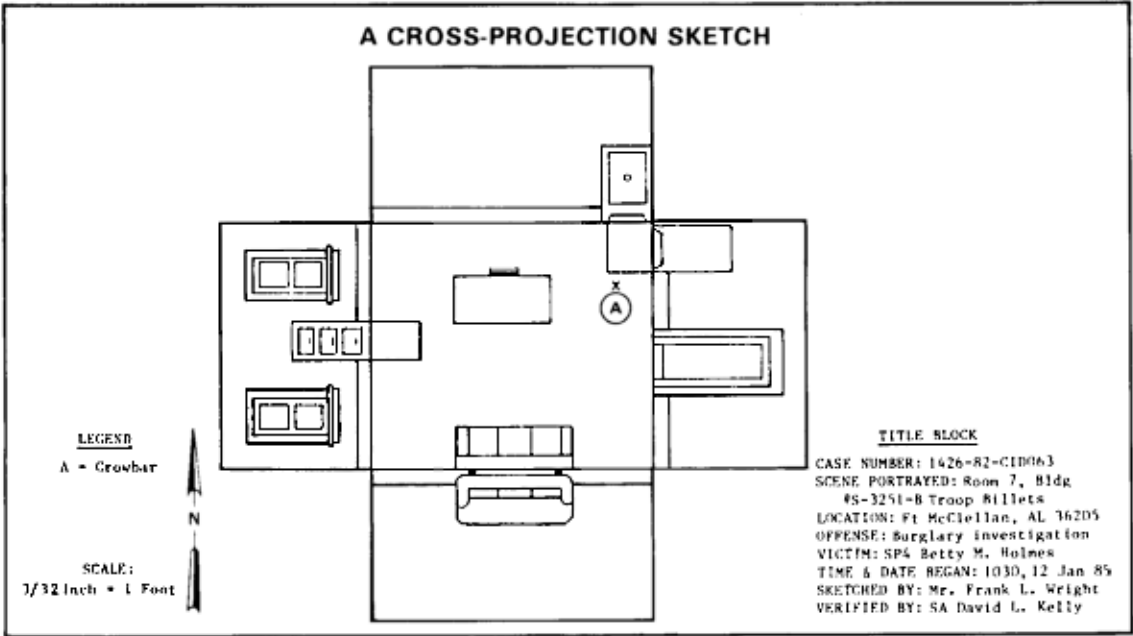 A CROSS-PROJECTION SKETCH
x
A
LEGEND
A = Crowbar
N
SCALE:
7/32 Inch = 1 Foot
TITLE BLOCK
CASE NUMBER: 1426-82-CID063
SCENE PORTRAYED: Room 7, Bldg
#S-3251-B Troop Billets
LOCATION: Ft McClellan, AL 36205
OFFENSE: Burglary investigation
VICTIM: SP4 Betty M. Holmes
TIME & DATE BEGAN: 1030, 12 Jan 85
SKETCHED BY: Mr. Frank L. Wright
VERIFIED BY: SA David L. Kelly